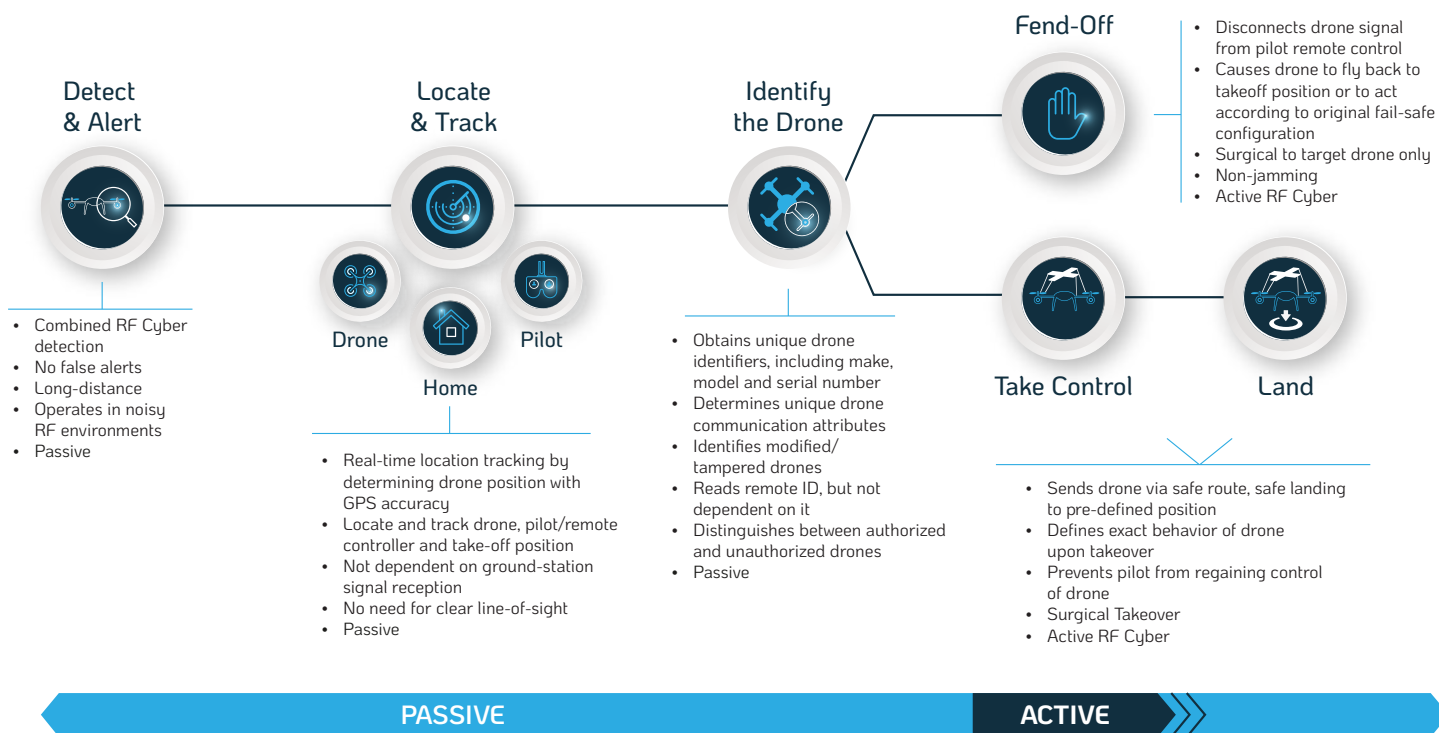 Detect
& Alert
• Combined RF Cyber
detection
• No false alerts
• Long-distance
• Operates in noisy
RF environments
• Passive
Locate
& Track
Drone
Home
Pilot
• Real-time location tracking by
determining drone position with
GPS accuracy
• Locate and track drone, pilot/remote
controller and take-off position
• Not dependent on ground-station
signal reception
• No need for clear line-of-sight
• Passive
Identify
the Drone
• Obtains unique drone
identifiers, including make,
model and serial number
• Determines unique drone
communication attributes
• Identifies modified/
tampered drones
• Reads remote ID, but not
dependent on it
• Distinguishes between authorized
and unauthorized drones
• Passive
Fend-Off
• Disconnects drone signal
from pilot remote control
• Causes drone to fly back to
takeoff position or to act
according to original fail-safe
configuration
• Surgical to target drone only
• Non-jamming
• Active RF Cyber
Take Control
Land
• Sends drone via safe route, safe landing
to pre-defined position
• Defines exact behavior of drone
upon takeover
• Prevents pilot from regaining control
of drone
• Surgical Takeover
• Active RF Cyber
PASSIVE
ACTIVE